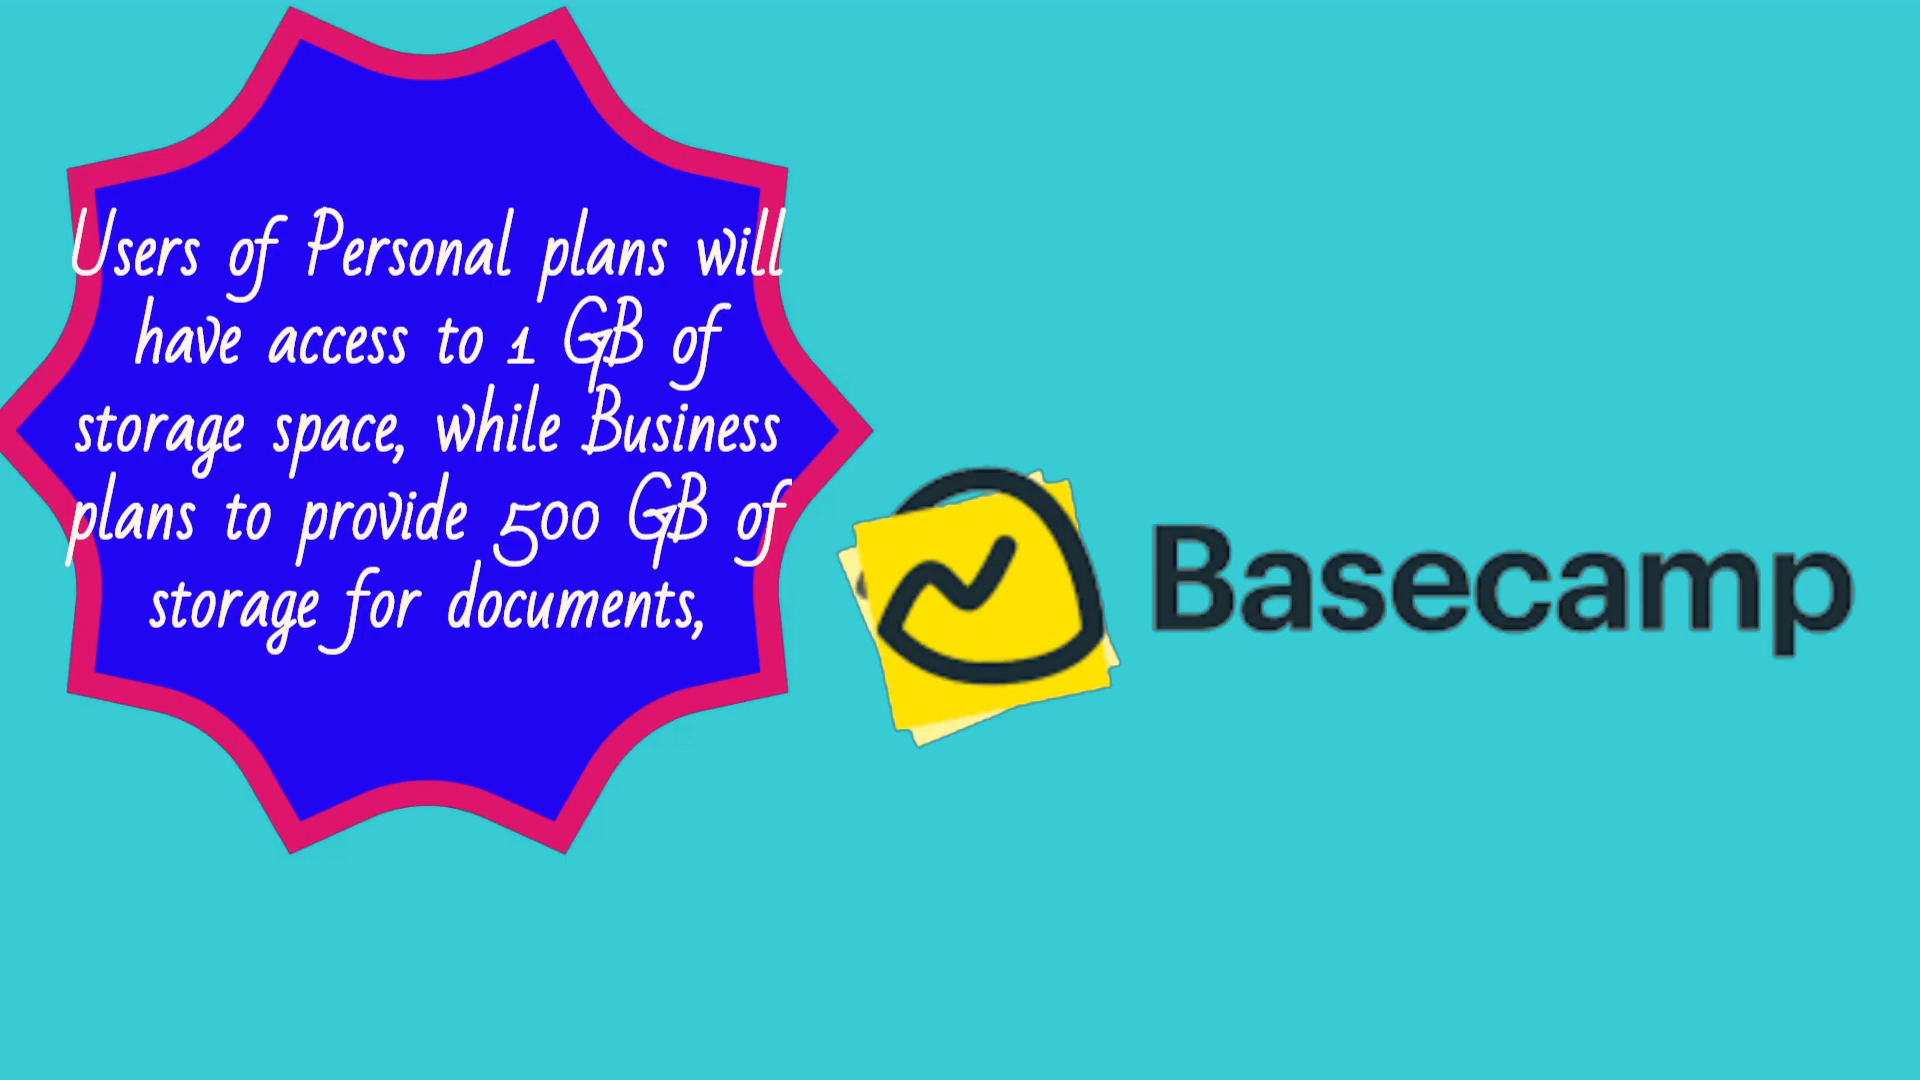 Users of Personal plans will
have access to 1 GB of
storage space, while Business
plans to provide 500 GB of
storage for documents,
Basecamp